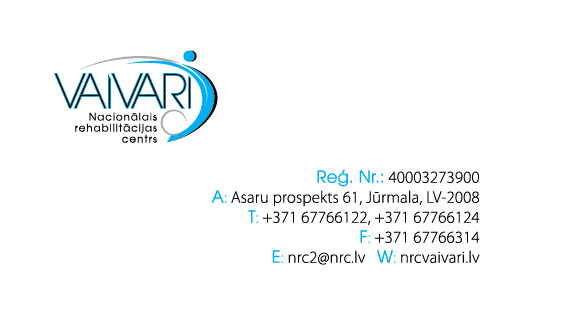 VAIVARI
Nacionālais
rehabilitācijas
centrs
Reģ. Nr.: 40003273900
A: Asaru prospekts 61, Jūrmala, LV-2008
T: +371 67766122, +371 67766124
F: +371 67766314
E: nrc2@nrc.lv W: nrcvaivari.lv